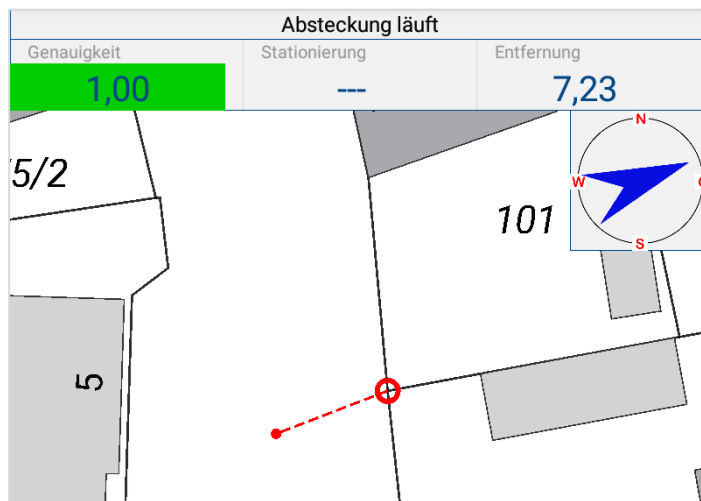 Absteckung läuft
Genauigkeit Stationierung Entfernung
1,00 --- 7,23
N
W
S
5/2
101
5